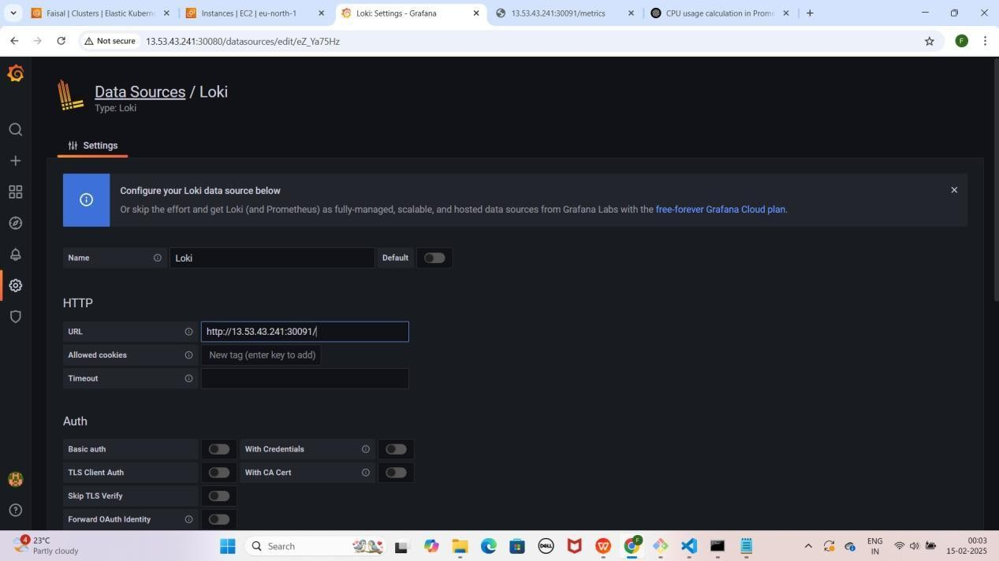 Faisal | Clusters | Elastic Kubern
Instances | EC2 | eu-north-1
Loki: Settings - Grafana
13.53.43.241:30091/metrics
CPU usage calculation in Prome
Not secure
13.53.43.241:30080/datasources/edit/eZ_Ya75Hz
F
Data Sources / Loki
Type: Loki
Settings
Configure your Loki data source below
Or skip the effort and get Loki (and Prometheus) as fully-managed, scalable, and hosted data sources from Grafana Labs with the free-forever Grafana Cloud plan.
Name
Loki
Default
HTTP
URL
http://13.53.43.241:30091/
Allowed cookies
New tag (enter key to add)
Timeout
Auth
Basic auth
With Credentials
TLS Client Auth
With CA Cert
Skip TLS Verify
Forward OAuth Identity
4
23°C
Partly cloudy
Search
DELL
F
ENG
IN
00:03
15-02-2025